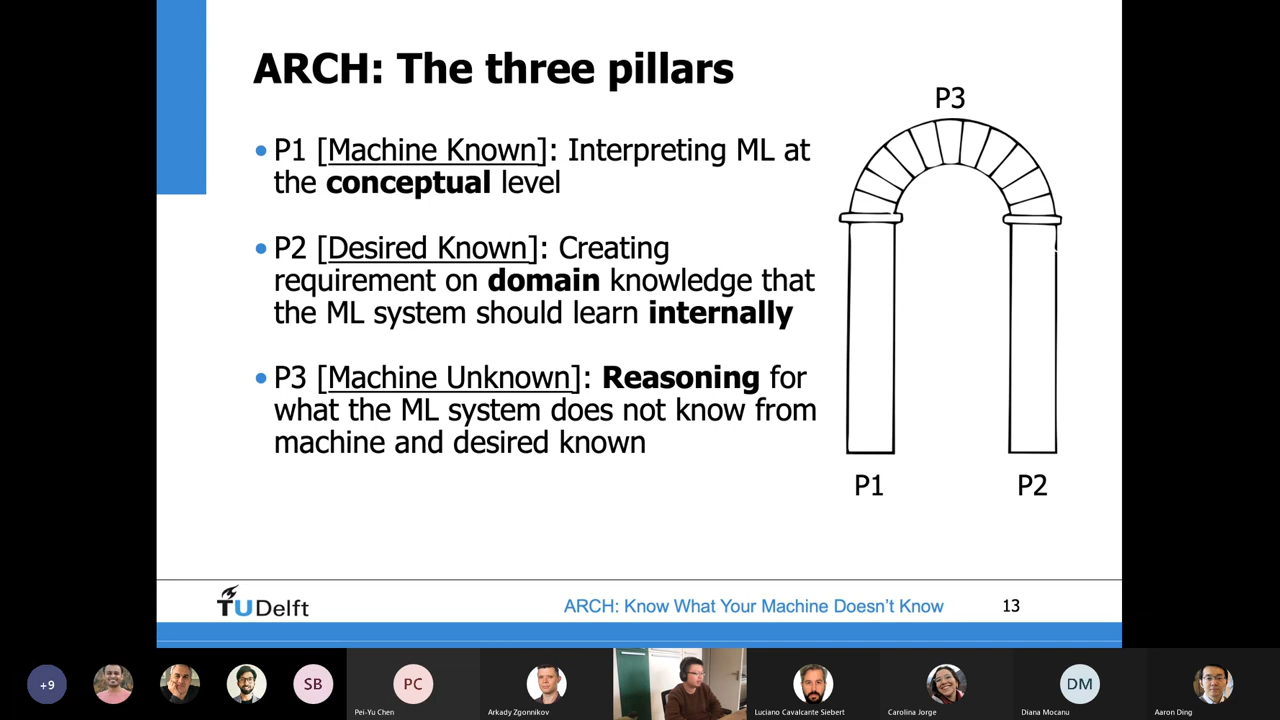 ARCH: The three pillars
P3
• P1 [Machine Known]: Interpreting ML at
the conceptual level
• P2 [Desired Known]: Creating
requirement on domain knowledge that
the ML system should learn internally
• P3 [Machine Unknown]: Reasoning for
what the ML system does not know from
machine and desired known
P1
P2
TU Delft
ARCH: Know What Your Machine Doesn't Know
13
+9
SB
PC
DM
Pei-Yu Chen
Arkady Zgonnikov
Luciano Cavalcante Siebert
Carolina Jorge
Diana Mocanu
Aaron Ding